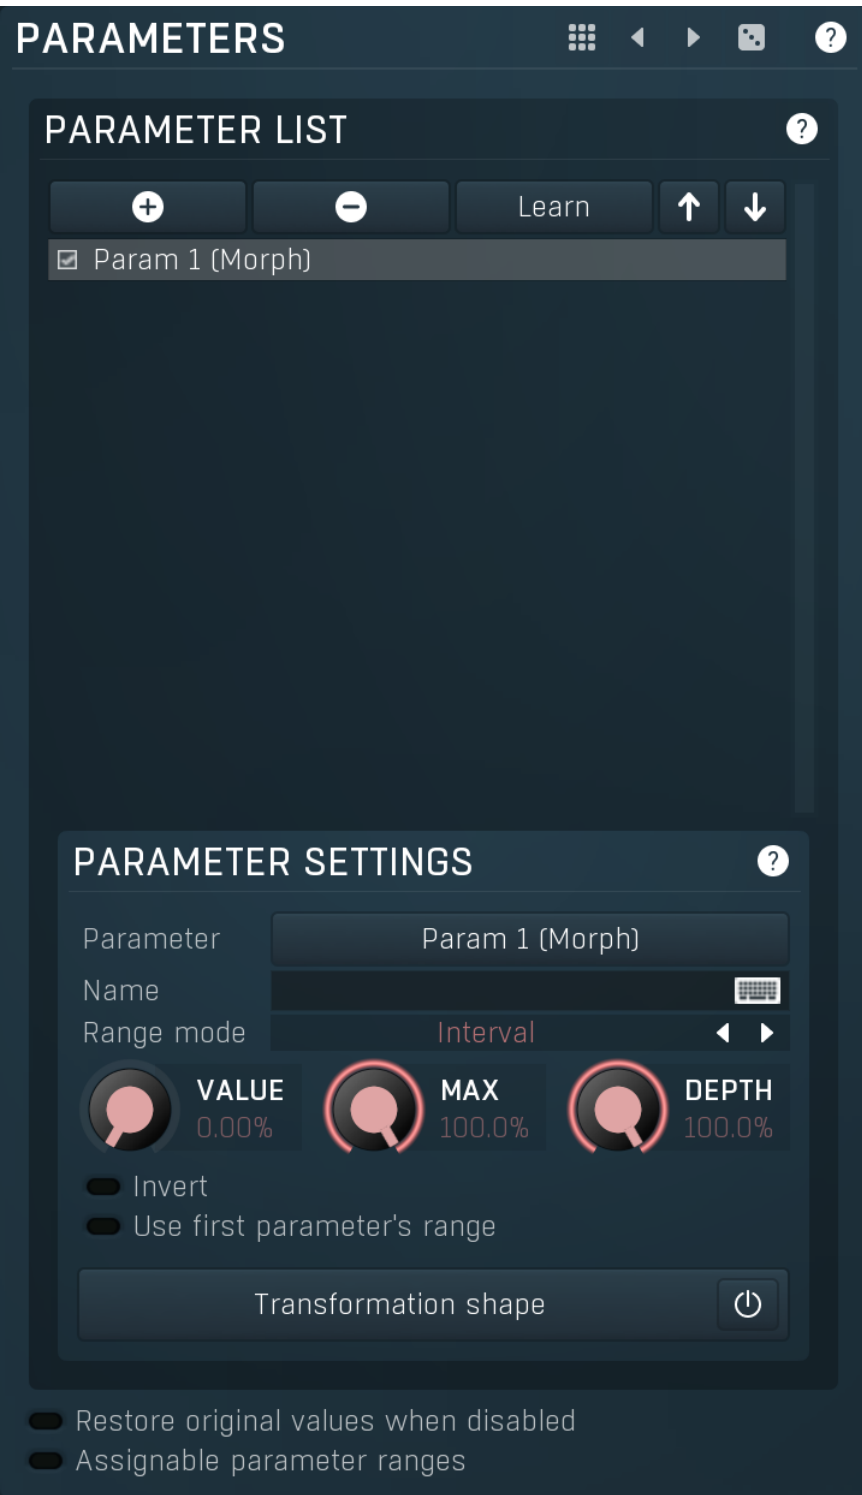 PARAMETERS
?
PARAMETER LIST
?
Learn
Param 1 (Morph)
PARAMETER SETTINGS
?
Parameter Param 1 (Morph)
Name
Range mode Interval
VALUE MAX DEPTH
0.00% 100.0% 100.0%
Invert
Use first parameter's range
Transformation shape
Restore original values when disabled
Assignable parameter ranges